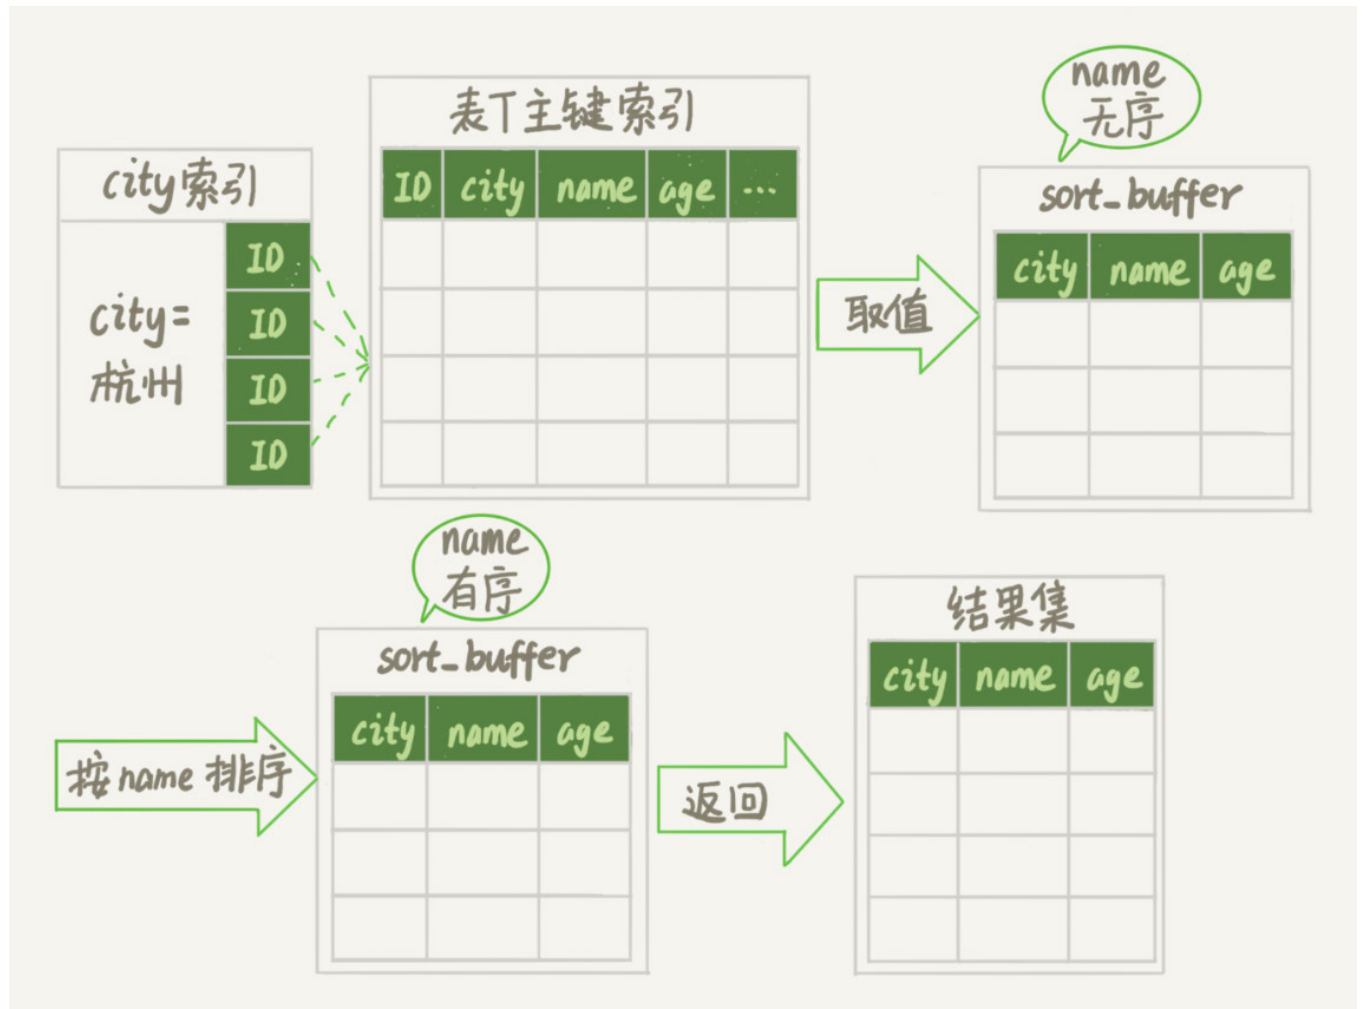 city索引
city=
杭州
ID
ID
ID
ID
表T主键索引
ID city name age ...
取值
name
无序
sort_buffer
city name age
按name排序
name
有序
sort_buffer
city name age
返回
结果集
city name age